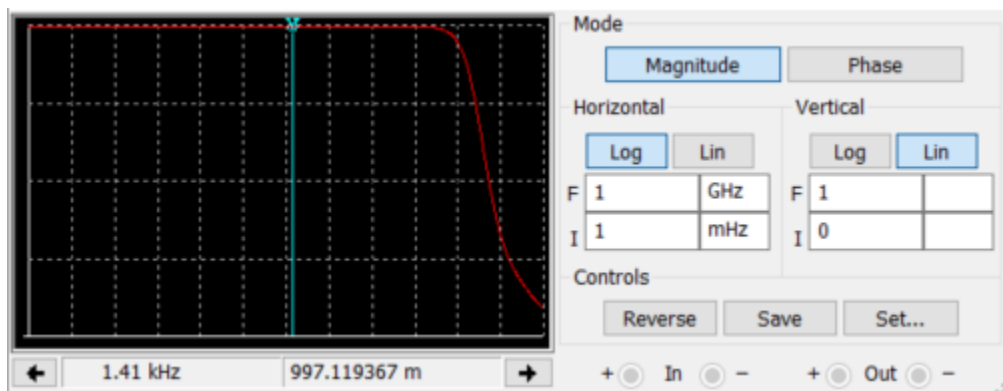 Mode
Magnitude Phase
Horizontal Vertical
Log Lin Log Lin
F 1 GHz F 1
I 1 mHz I 0
Controls
Reverse Save Set...
1.41 kHz 997.119367 m + In − + Out −